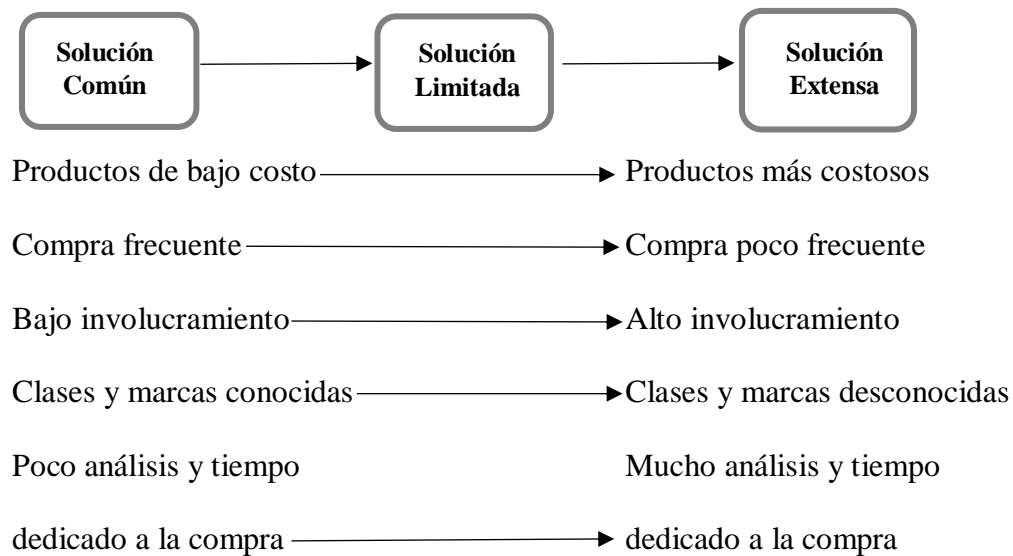 Solución
Común
Solución
Limitada
Solución
Extensa
Productos de bajo costo
Productos más costosos
Compra frecuente
Compra poco frecuente
Bajo involucramiento
Alto involucramiento
Clases y marcas conocidas
Clases y marcas desconocidas
Poco análisis y tiempo
Mucho análisis y tiempo
dedicado a la compra
dedicado a la compra